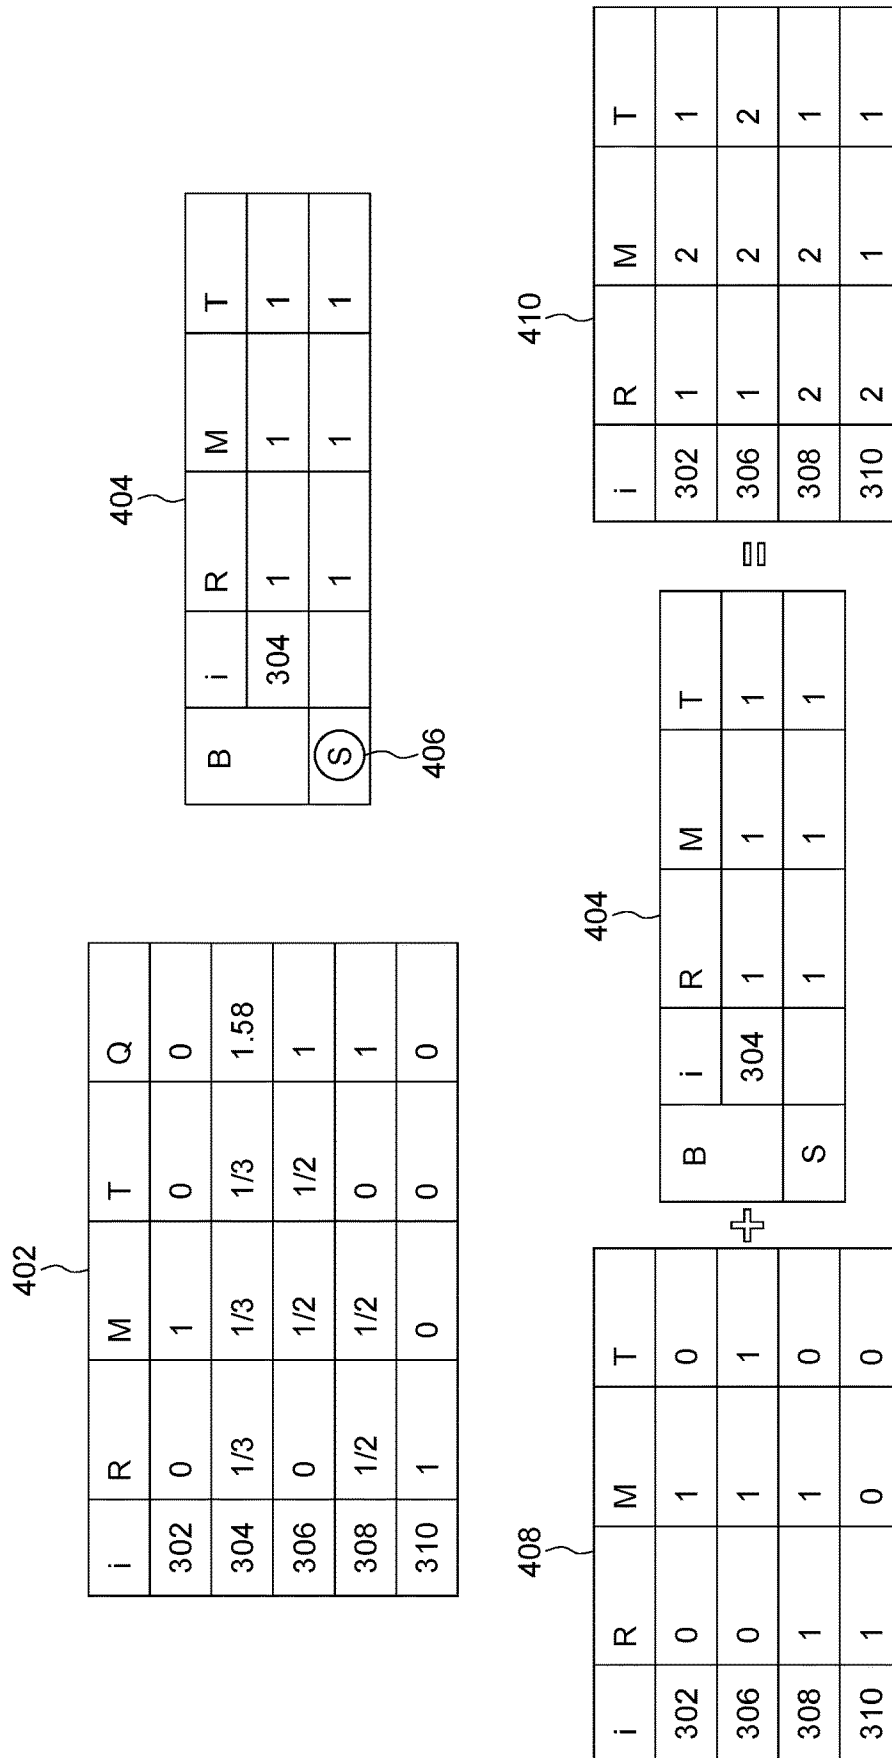 402
i R M T Q
302 0 1 0 0
304 1/3 1/3 1/3 1.58
306 0 1/2 1/2 1
308 1/2 1/2 0 1
310 1 0 0 0
404
B i R M T
304 1 1 1
S 1 1 1
406
408
i R M T
302 0 1 0
306 0 1 1
308 1 1 0
310 1 0 0
+
404
B i R M T
304 1 1 1
S 1 1 1
=
410
i R M T
302 1 2 1
306 1 2 2
308 2 2 1
310 2 1 1